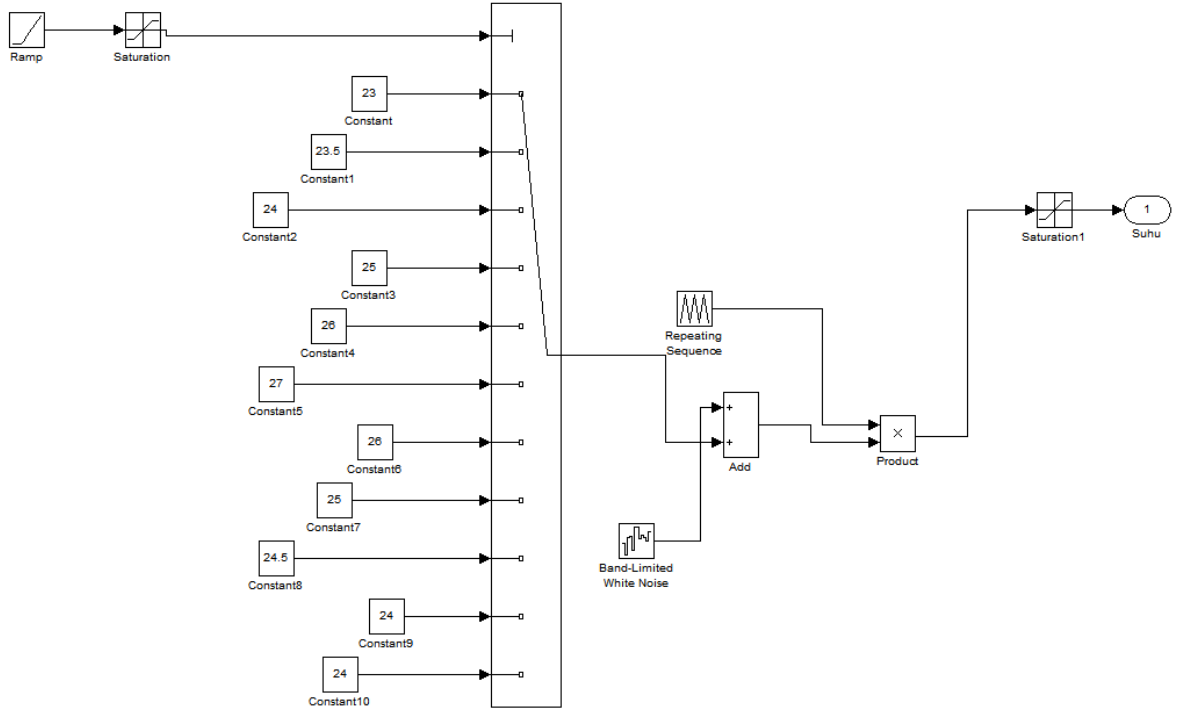 Ramp
Saturation
23
Constant
23.5
Constant1
24
Constant2
25
Constant3
26
Constant4
27
Constant5
26
Constant6
25
Constant7
24.5
Constant8
24
Constant9
24
Constant10
Repeating
Sequence
+
+
Add
Band-Limited
White Noise
×
Product
Saturation1
1
Suhu